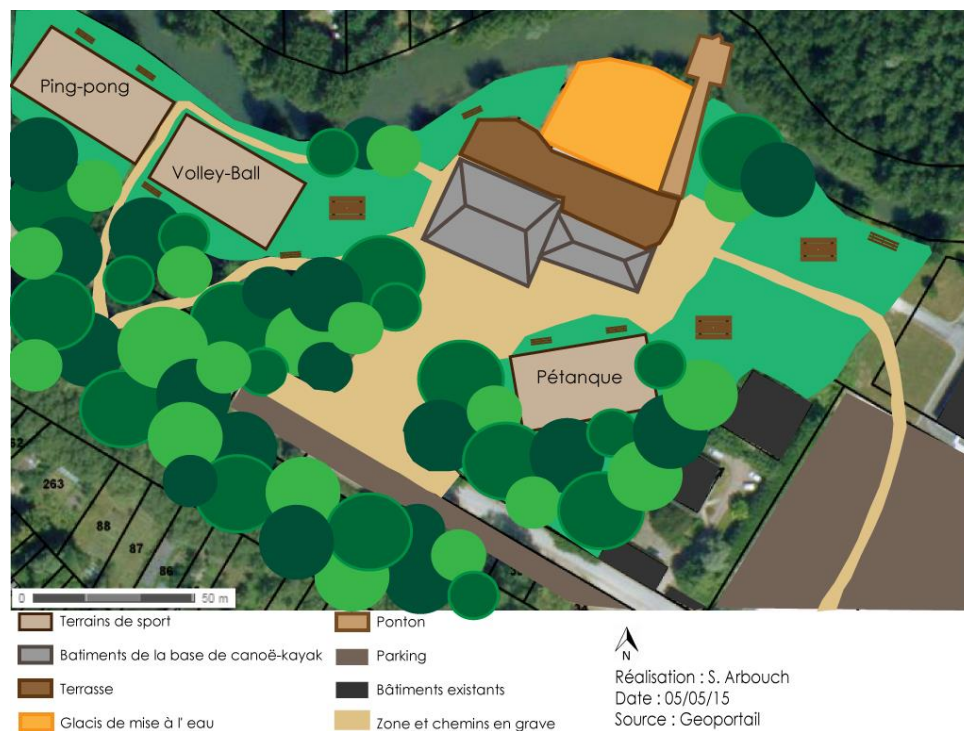 Ping-pong
Volley-Ball
Pétanque
263
88
87
86
0 50 m
Terrains de sport
Batiments de la base de canoë-kayak
Terrasse
Glacis de mise à l' eau
Ponton
Parking
Bâtiments existants
Zone et chemins en grave
N
Réalisation : S. Arbouch
Date : 05/05/15
Source : Geoportail